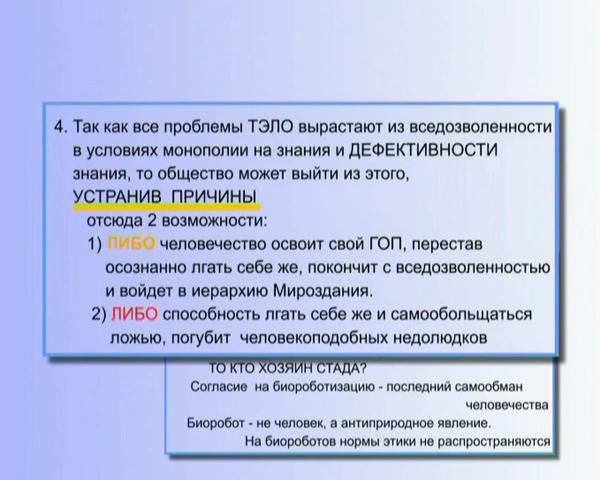 4. Так как все проблемы ТЭЛО вырастают из вседозволенности
в условиях монополии на знания и ДЕФЕКТИВНОСТИ
знания, то общество может выйти из этого,
УСТРАНИВ ПРИЧИНЫ
отсюда 2 возможности:
1) ЛИБО человечество освоит свой ГОП, перестав
осознанно лгать себе же, покончит с вседозволенностью
и войдет в иерархию Мироздания.
2) ЛИБО способность лгать себе же и самообольщаться
ложью, погубит человекоподобных недолюдков
ТО КТО ХОЗЯИН СТАДА?
Согласие на биороботизацию - последний самообман
человечества
Биоробот - не человек, а антиприродное явление.
На биороботов нормы этики не распространяются